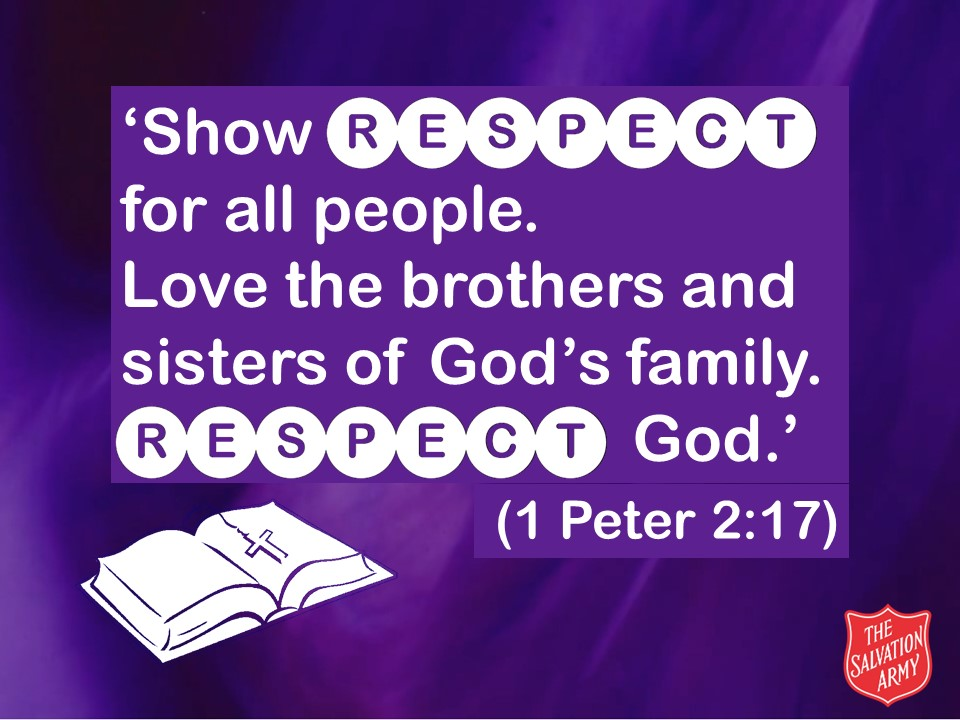 ‘Show RESPECT
for all people.
Love the brothers and
sisters of God’s family.
RESPECT God.’
(1 Peter 2:17)
THE
SALVATION
ARMY